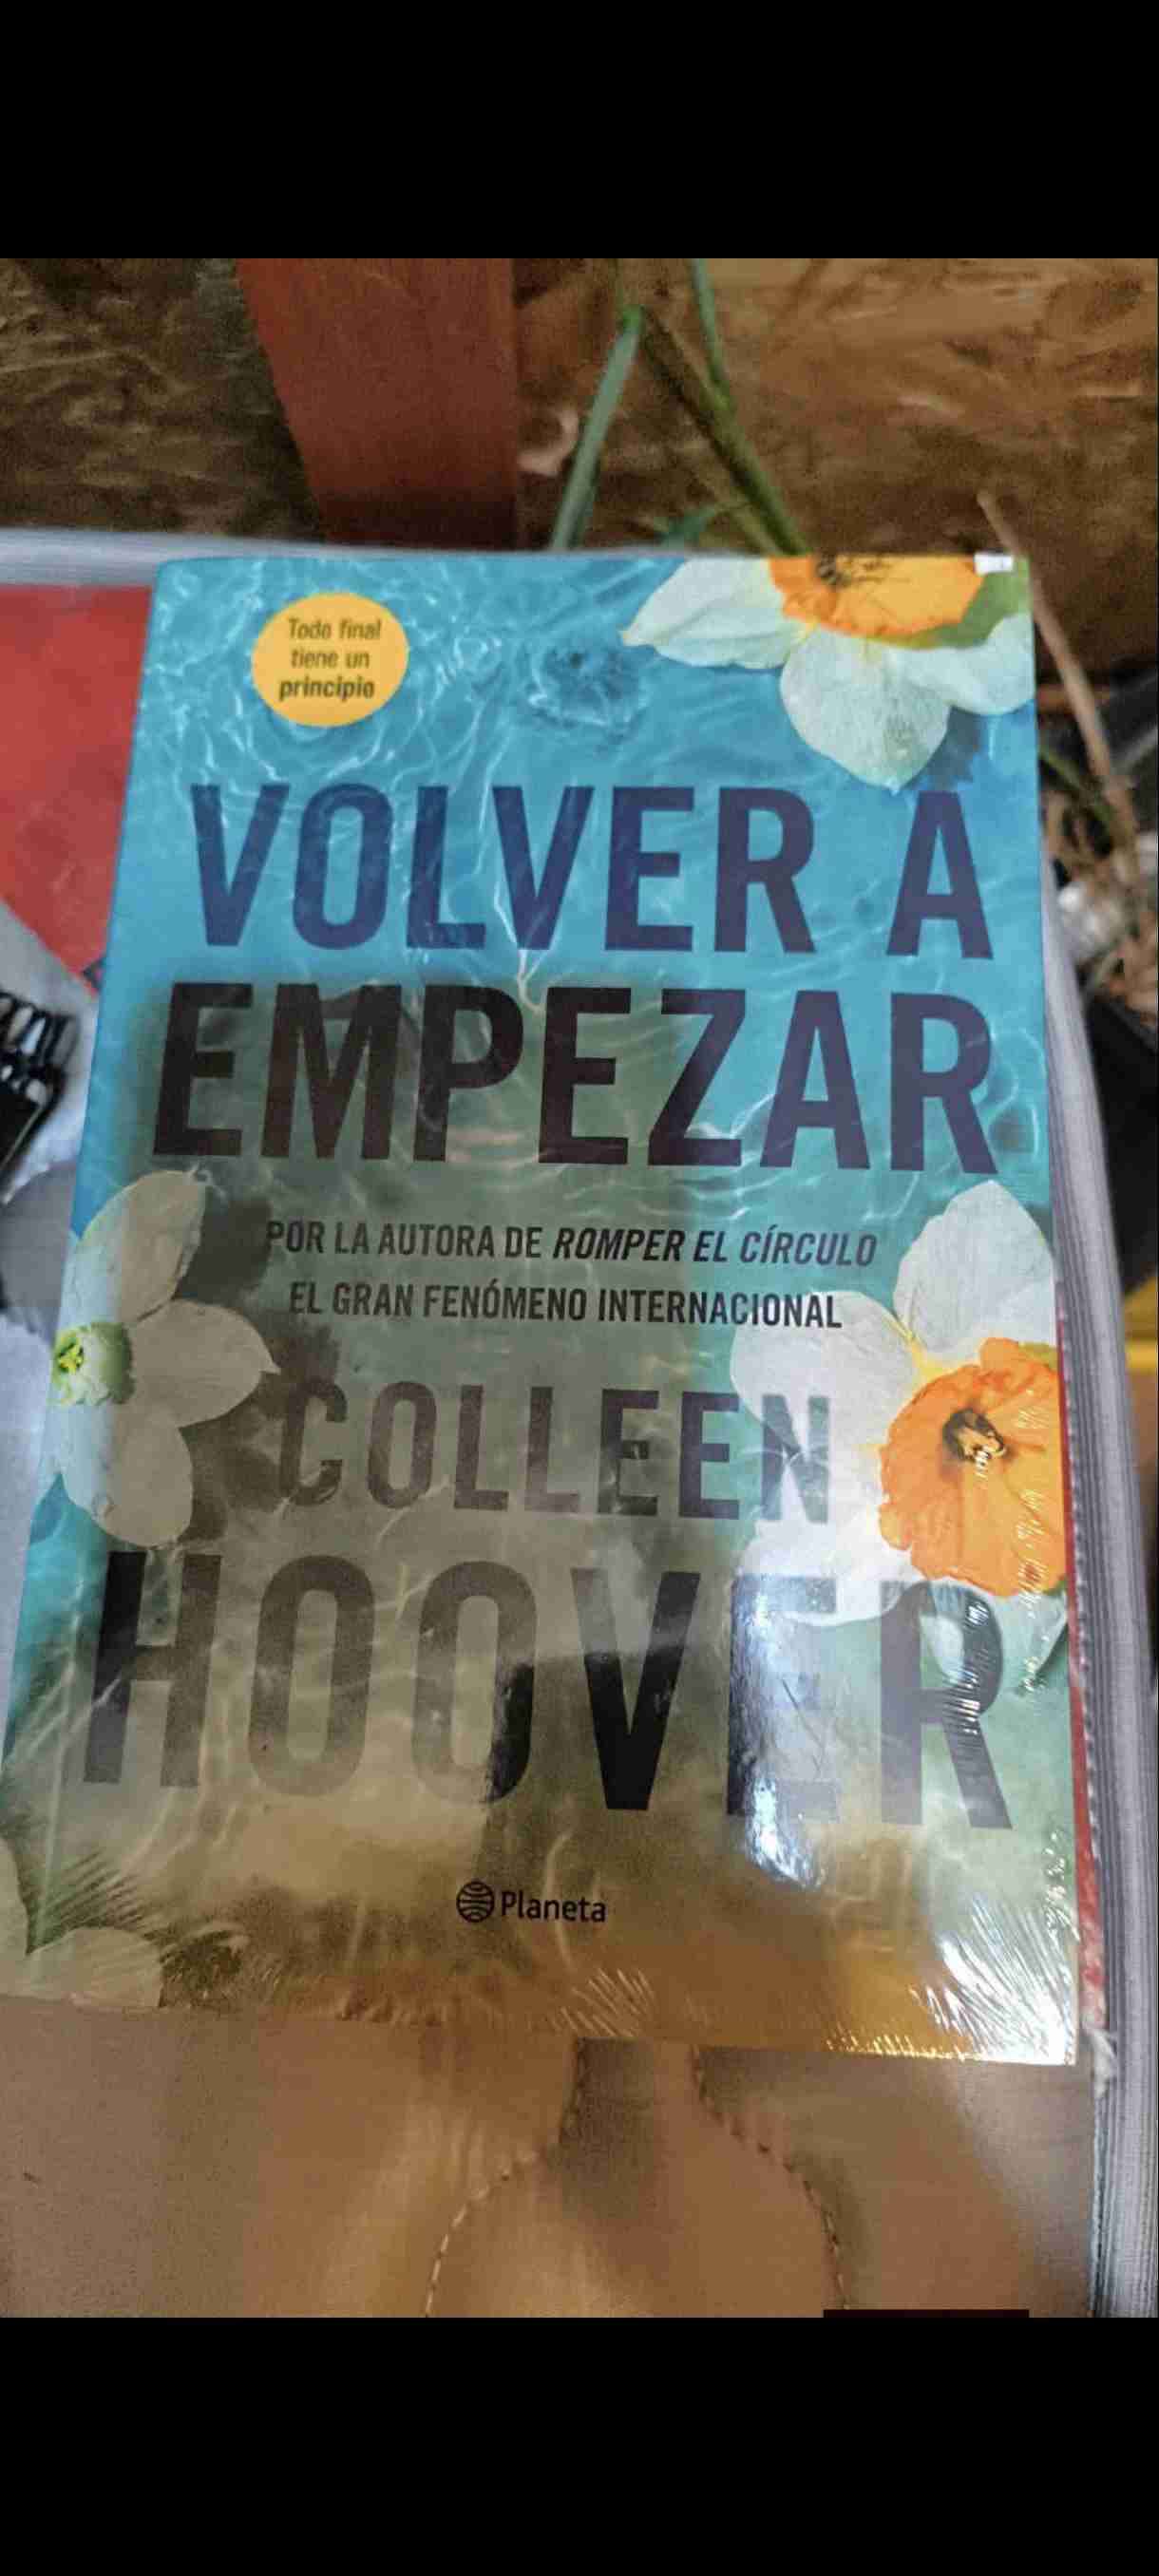 Todo final
tiene un
principio
VOLVER A
EMPEZAR
POR LA AUTORA DE ROMPER EL CÍRCULO
EL GRAN FENÓMENO INTERNACIONAL
COLLEEN
HOOVER
Planeta